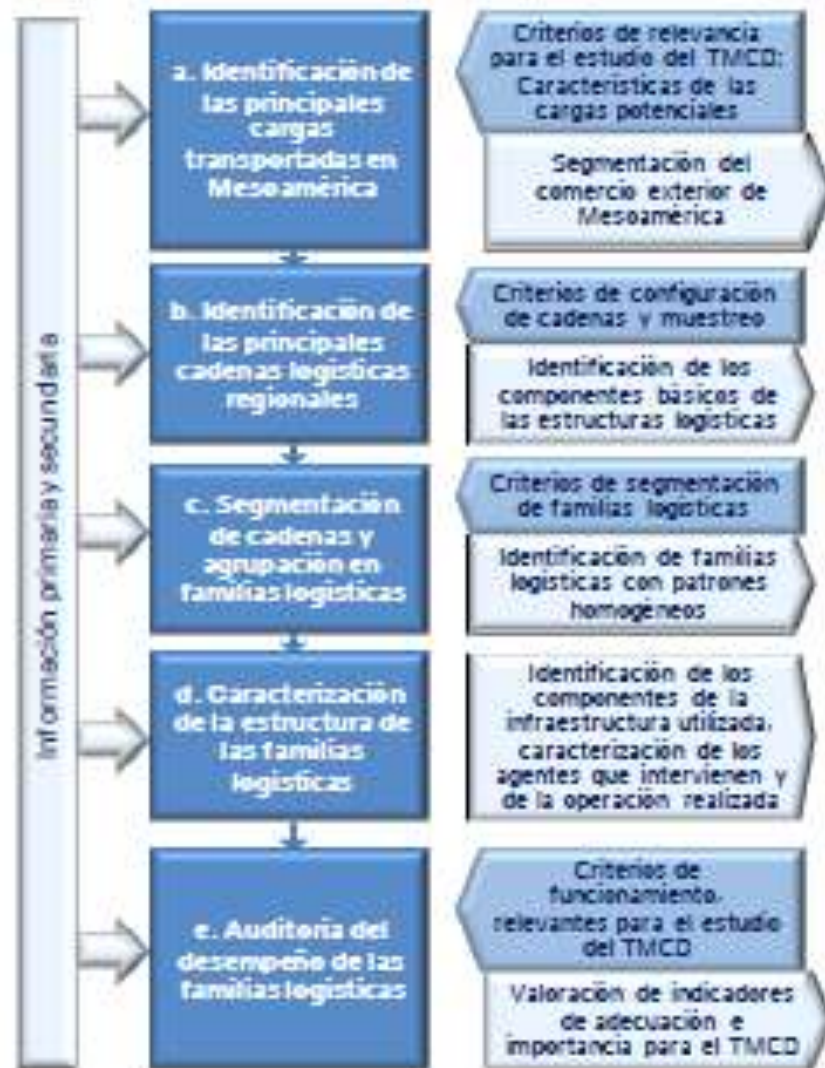 Información primaria y secundaria
a. Identificación de
las principales
cargas
transportadas en
Mesoamérica
Criterios de relevancia
para el estudio del TMCD:
Características de las
cargas potenciales
Segmentación del
comercio exterior de
Mesoamérica
b. Identificación de
las principales
cadenas logísticas
regionales
Criterios de configuración
de cadenas y muestreo
Identificación de los
componentes básicos de
las estructuras logísticas
c. Segmentación
de cadenas y
agrupación en
familias logísticas
Criterios de segmentación
de familias logísticas
Identificación de familias
logísticas con patrones
homogéneos
d. Caracterización
de la estructura de
las familias
logísticas
Identificación de los
componentes de la
infraestructura utilizada,
caracterización de los
agentes que intervienen y
de la operación realizada
e. Auditoria del
desempeño de las
familias logísticas
Criterios de
funcionamiento,
relevantes para el estudio
del TMCD
Valoración de indicadores
de adecuación e
importancia para el TMCD